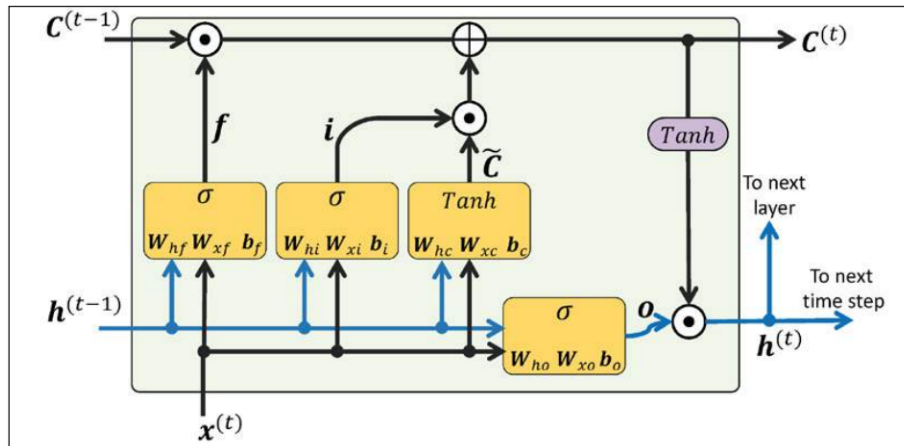 C^(t−1)
C^(t)
f
i
C̃
Tanh
To next
layer
σ
W_hf W_xf b_f
σ
W_hi W_xi b_i
Tanh
W_hc W_xc b_c
To next
time step
h^(t−1)
σ
W_ho W_xo b_o
o
h^(t)
x^(t)